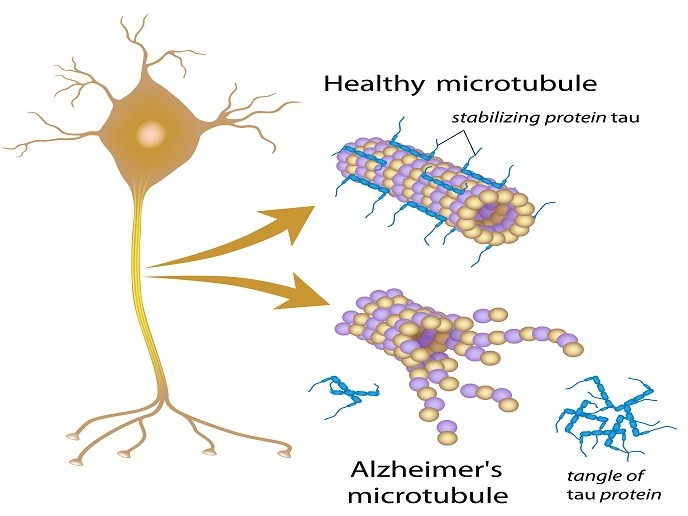 Healthy microtubule
stabilizing protein tau
Alzheimer's
microtubule
tangle of
tau protein